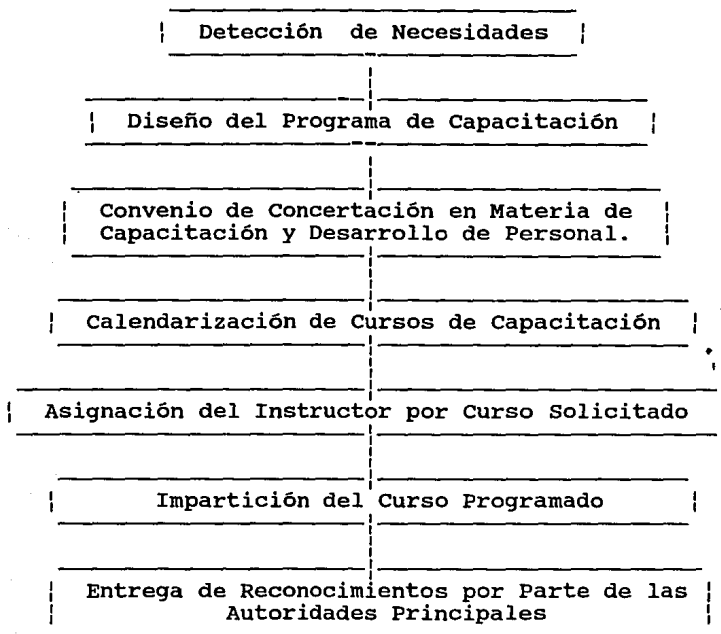 Detección de Necesidades
Diseño del Programa de Capacitación
Convenio de Concertación en Materia de
Capacitación y Desarrollo de Personal.
Calendarización de Cursos de Capacitación
Asignación del Instructor por Curso Solicitado
Impartición del Curso Programado
Entrega de Reconocimientos por Parte de las
Autoridades Principales